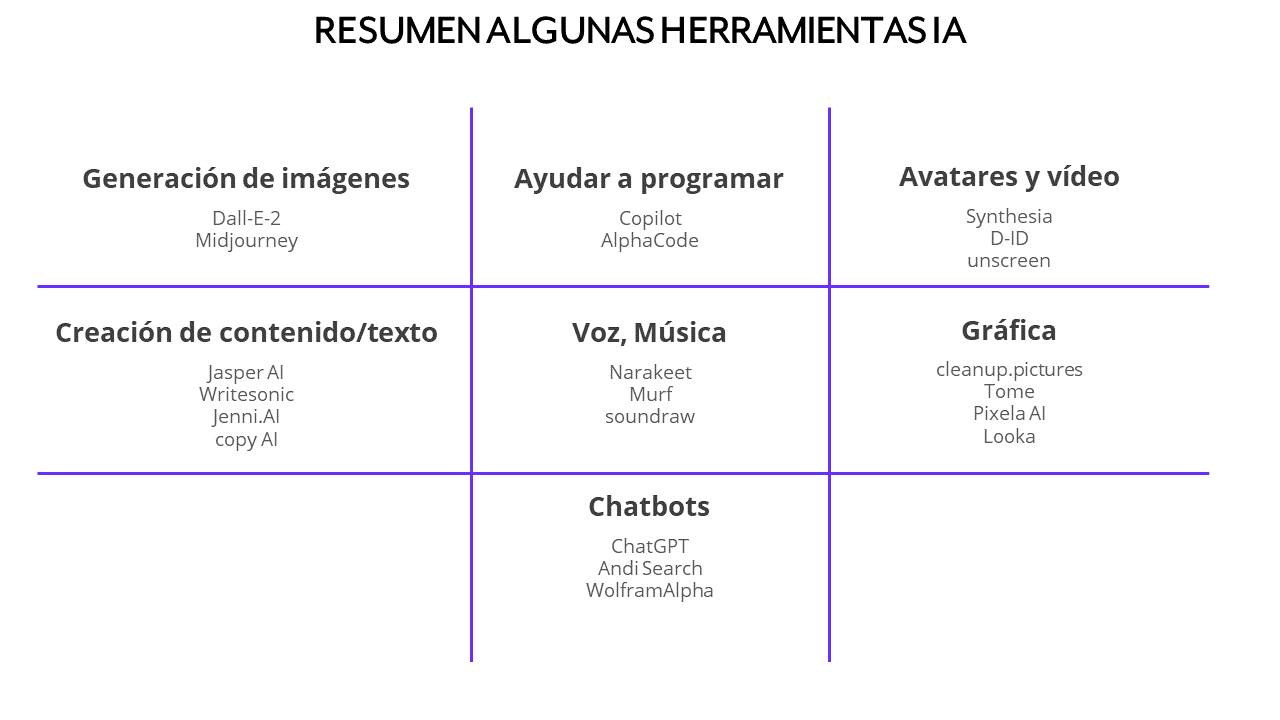 RESUMEN ALGUNAS HERRAMIENTAS IA
Generación de imágenes
Dall-E-2
Midjourney
Ayudar a programar
Copilot
AlphaCode
Avatares y vídeo
Synthesia
D-ID
unscreen
Creación de contenido/texto
Jasper AI
Writesonic
Jenni.AI
copy AI
Voz, Música
Narakeet
Murf
soundraw
Gráfica
cleanup.pictures
Tome
Pixela AI
Looka
Chatbots
ChatGPT
Andi Search
WolframAlpha